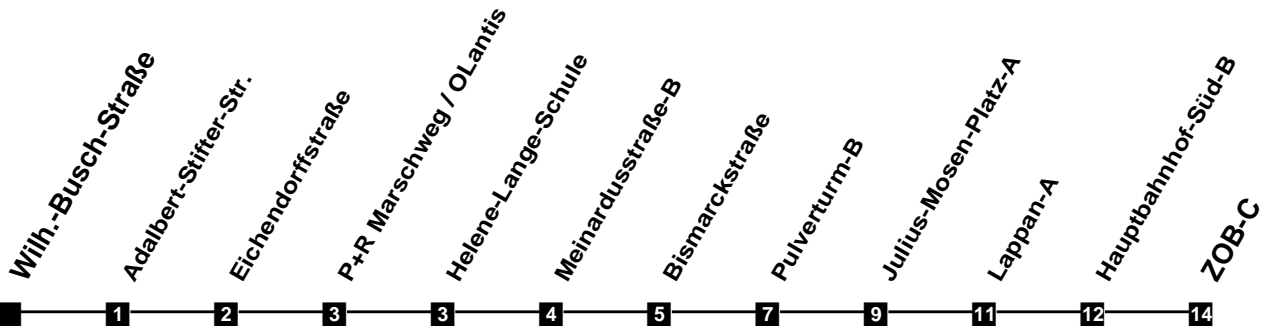 Wilh.-Busch-Straße
Adalbert-Stifter-Str.
Eichendorffstraße
P+R Marschweg / OLantis
Helene-Lange-Schule
Meinardusstraße-B
Bismarckstraße
Pulverturm-B
Julius-Mosen-Platz-A
Lappan-A
Hauptbahnhof-Süd-B
ZOB-C
1 2 3 3 4 5 7 9 11 12 14